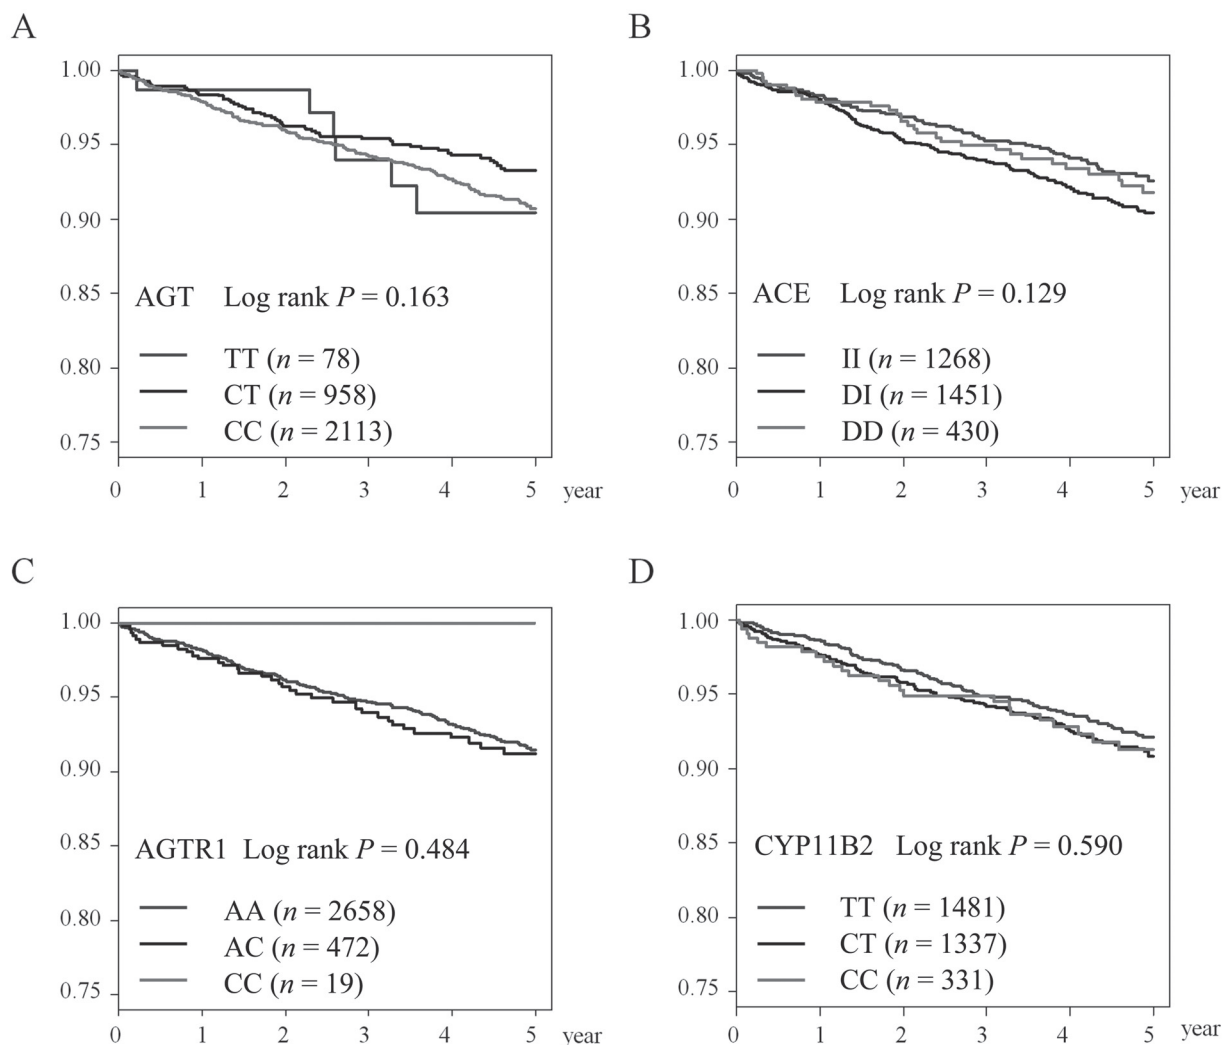 A
1.00
0.95
0.90
0.85
0.80
0.75
AGT Log rank P = 0.163
TT (n = 78)
CT (n = 958)
CC (n = 2113)
0 1 2 3 4 5 year
B
1.00
0.95
0.90
0.85
0.80
0.75
ACE Log rank P = 0.129
II (n = 1268)
DI (n = 1451)
DD (n = 430)
0 1 2 3 4 5 year
C
1.00
0.95
0.90
0.85
0.80
0.75
AGTR1 Log rank P = 0.484
AA (n = 2658)
AC (n = 472)
CC (n = 19)
0 1 2 3 4 5 year
D
1.00
0.95
0.90
0.85
0.80
0.75
CYP11B2 Log rank P = 0.590
TT (n = 1481)
CT (n = 1337)
CC (n = 331)
0 1 2 3 4 5 year